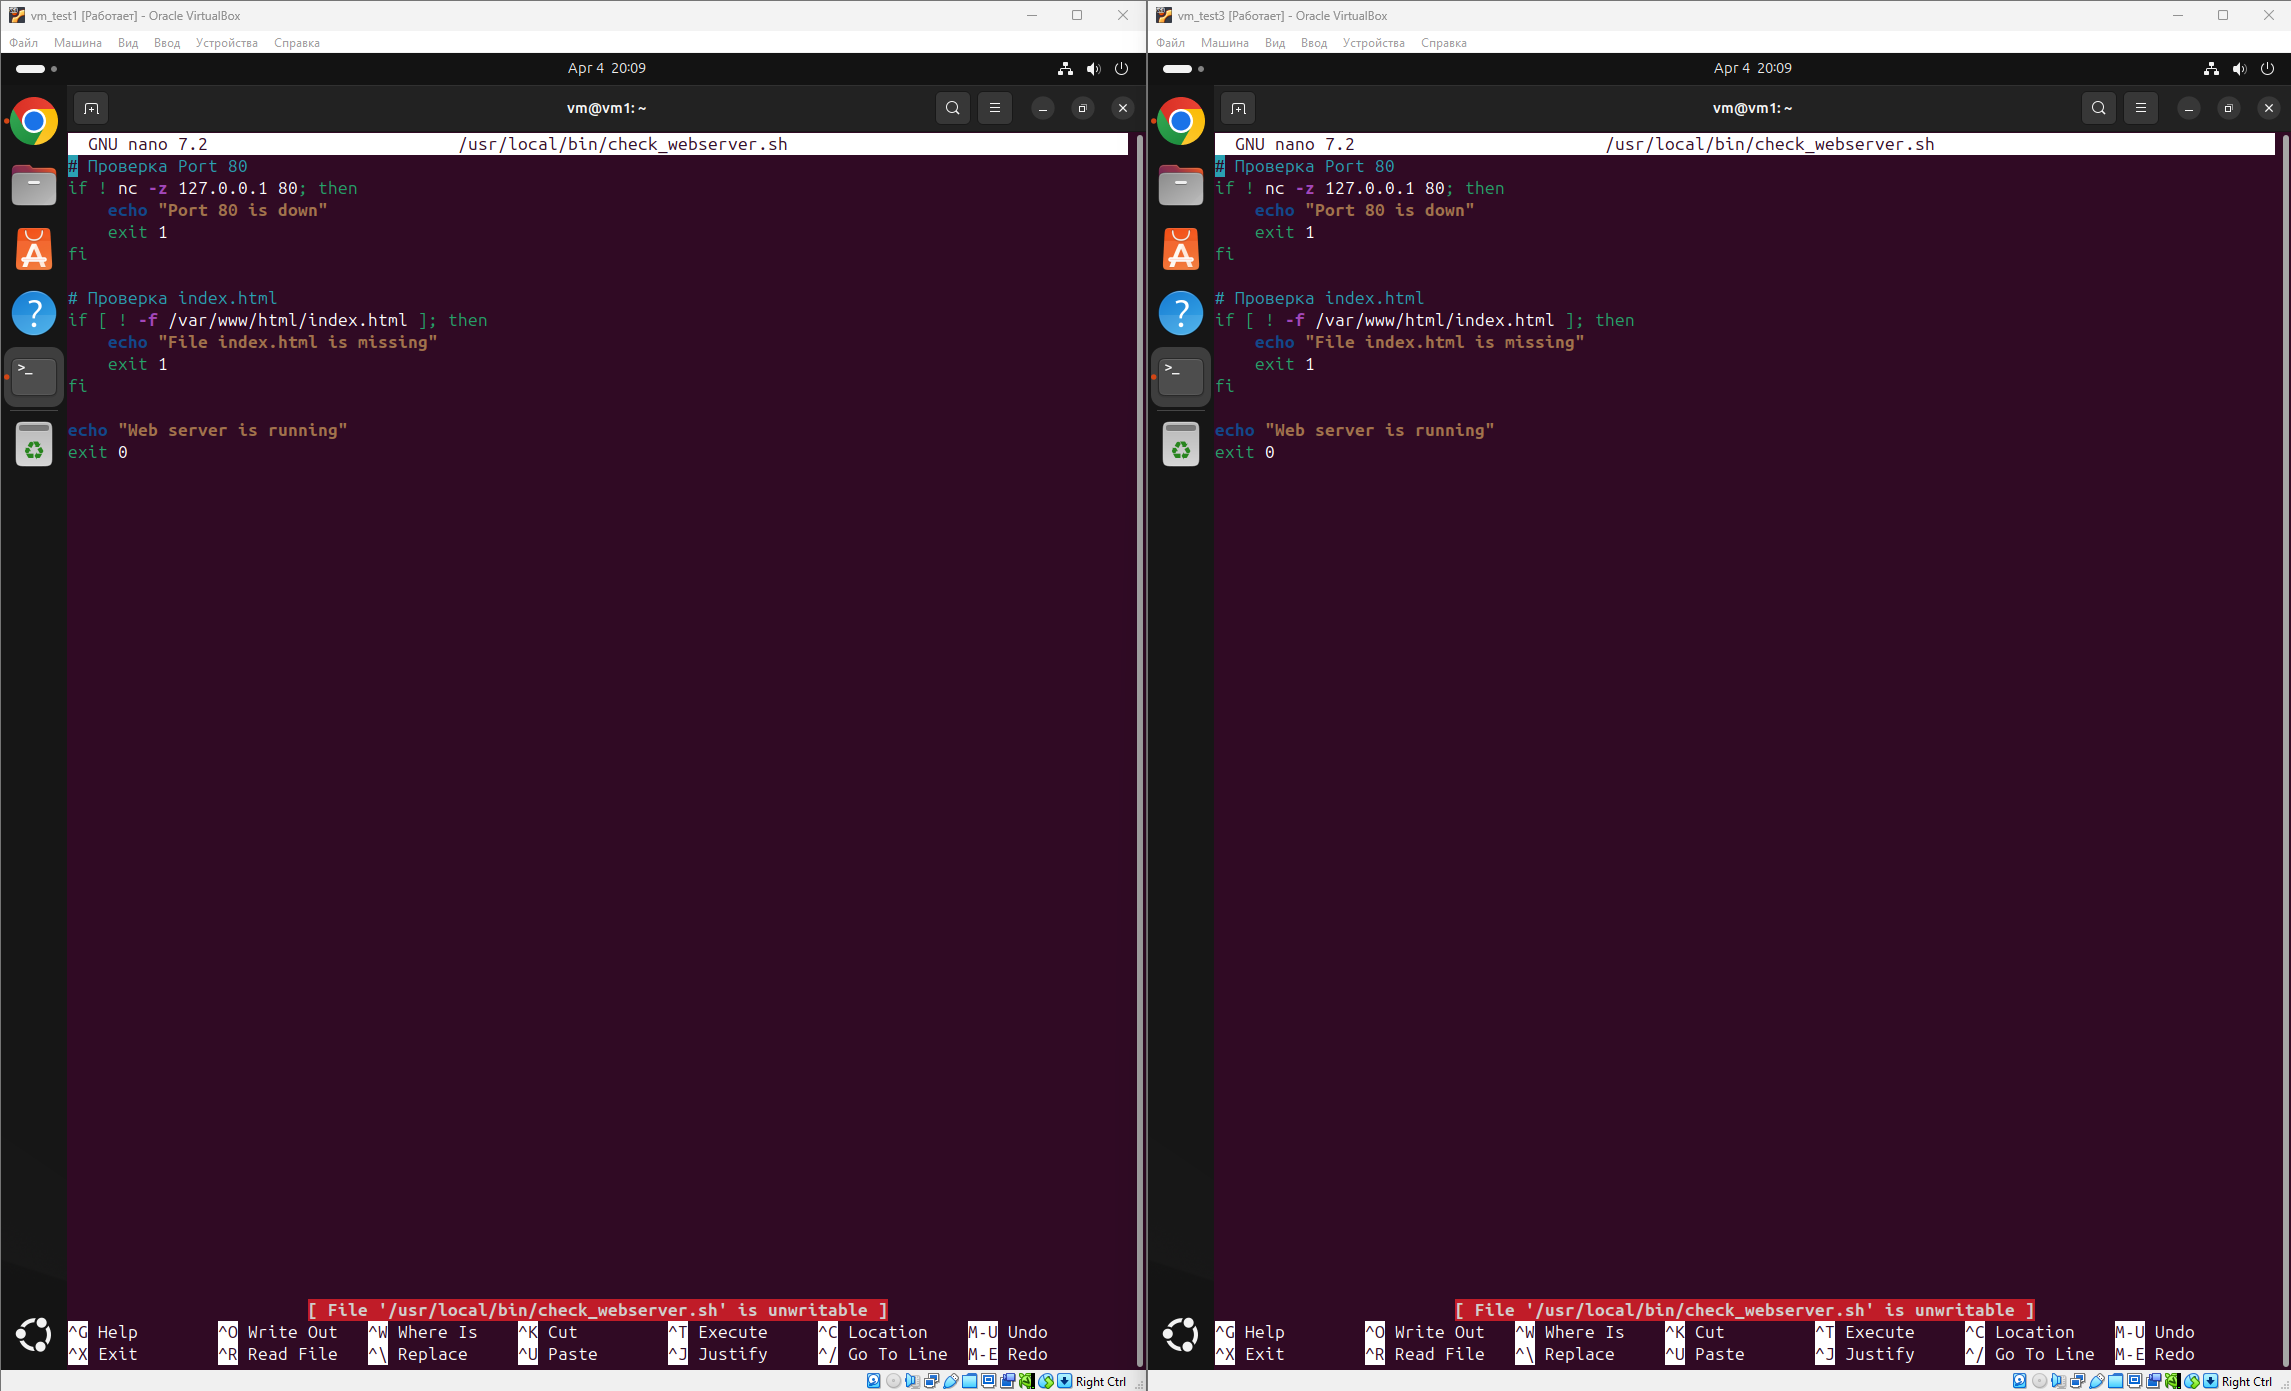 vm_test1 [Работает] - Oracle VirtualBox
Файл Машина Вид Ввод Устройства Справка
Apr 4 20:09
vm@vm1: ~
GNU nano 7.2 /usr/local/bin/check_webserver.sh
# Проверка Port 80
if ! nc -z 127.0.0.1 80; then
    echo "Port 80 is down"
    exit 1
fi
# Проверка index.html
if [ ! -f /var/www/html/index.html ]; then
    echo "File index.html is missing"
    exit 1
fi
echo "Web server is running"
exit 0
[ File '/usr/local/bin/check_webserver.sh' is unwritable ]
^G Help ^O Write Out ^W Where Is ^K Cut ^T Execute ^C Location M-U Undo
^X Exit ^R Read File ^\ Replace ^U Paste ^J Justify ^/ Go To Line M-E Redo
Right Ctrl
vm_test3 [Работает] - Oracle VirtualBox
Файл Машина Вид Ввод Устройства Справка
Apr 4 20:09
vm@vm1: ~
GNU nano 7.2 /usr/local/bin/check_webserver.sh
# Проверка Port 80
if ! nc -z 127.0.0.1 80; then
    echo "Port 80 is down"
    exit 1
fi
# Проверка index.html
if [ ! -f /var/www/html/index.html ]; then
    echo "File index.html is missing"
    exit 1
fi
echo "Web server is running"
exit 0
[ File '/usr/local/bin/check_webserver.sh' is unwritable ]
^G Help ^O Write Out ^W Where Is ^K Cut ^T Execute ^C Location M-U Undo
^X Exit ^R Read File ^\ Replace ^U Paste ^J Justify ^/ Go To Line M-E Redo
Right Ctrl